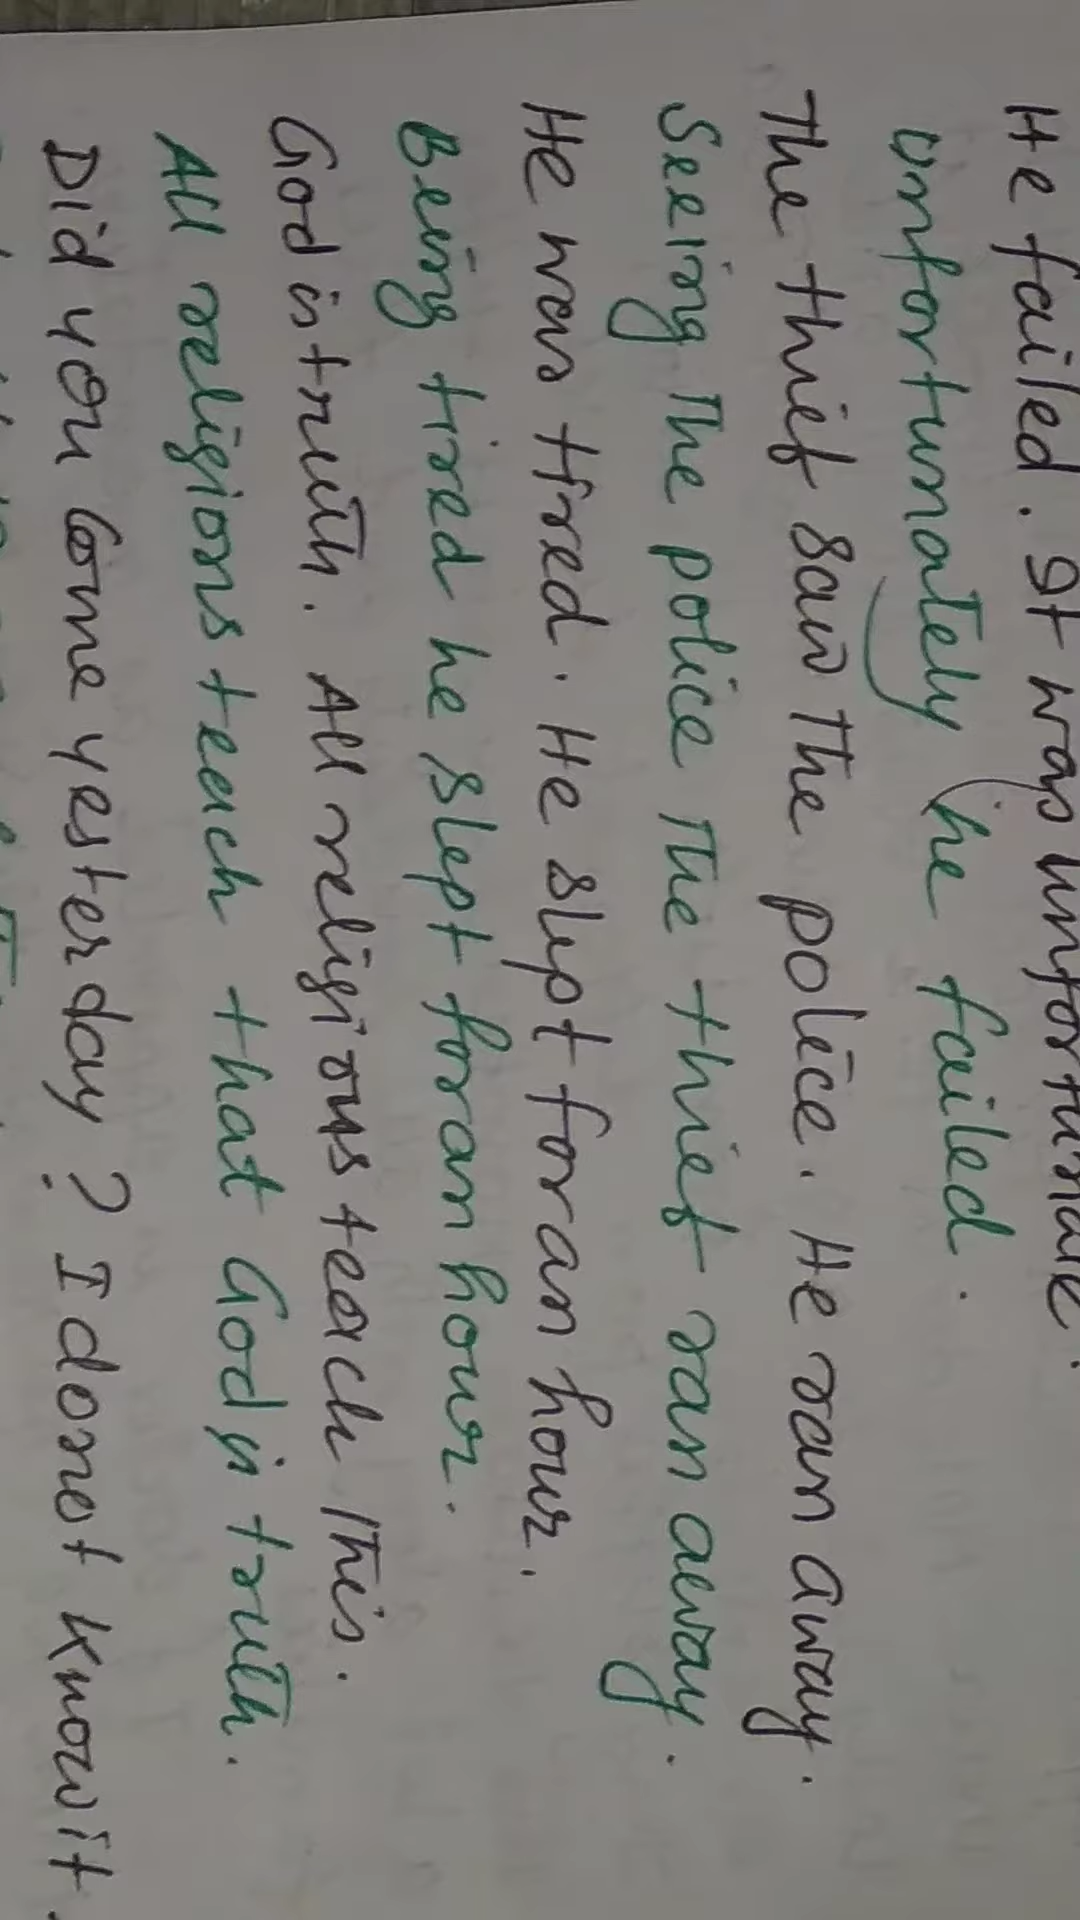 He failed. It was unfortunate.
Unfortunately he failed.
The thief saw the police. He ran away.
Seeing the police the thief ran away.
He was tired. He slept for an hour.
Being tired he slept for an hour.
God is truth. All religions teach this.
All religions teach that God is truth.
Did you come yesterday? I do not know it.